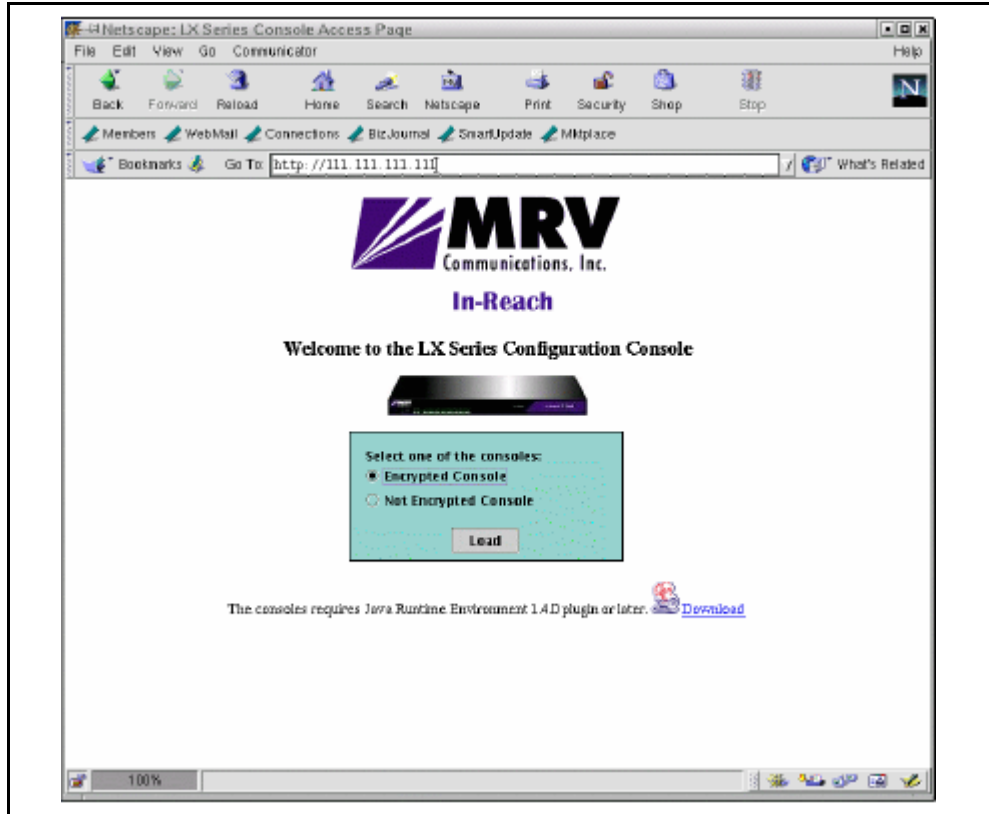 Netscape: LX Series Console Access Page
File Edit View Go Communicator Help
Back Forward Reload Home Search Netscape Print Security Shop Stop
N
Members WebMail Connections BizJournal SmartUpdate Mktplace
Bookmarks Go To: http://111.111.111.111 What's Related
MRV
Communications, Inc.
In-Reach
Welcome to the LX Series Configuration Console
Select one of the consoles:
Encrypted Console
Not Encrypted Console
Load
The consoles requires Java Runtime Environment 1.4.0 plugin or later. Download
100%